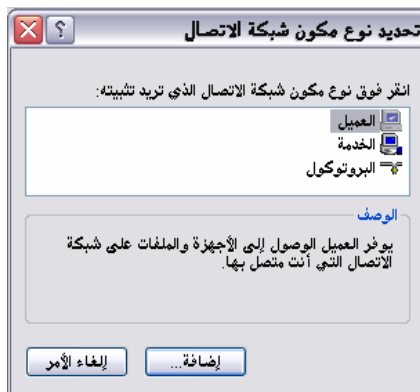 تحديد نوع مكون شبكة الاتصال
انقر فوق نوع مكون شبكة الاتصال الذي تريد تثبيته:
العميل
الخدمة
البروتوكول
الوصف
يوفر العميل الوصول إلى الأجهزة والملفات على شبكة
الاتصال التي أنت متصل بها.
إضافة...
إلغاء الأمر